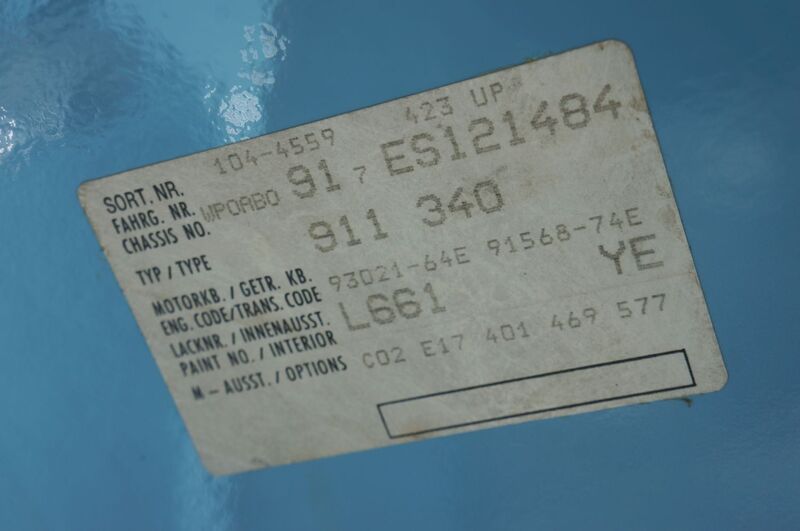 SORT. NR. 104-4559 423 UP
FAHRG. NR. WPOAB0 91 7 ES121484
CHASSIS NO.
TYP / TYPE 911 340
MOTORKB. / GETR. KB. 93021-64E 91568-74E
ENG. CODE/TRANS. CODE
LACKNR. / INNENAUSST. L661 YE
PAINT NO. / INTERIOR
M – AUSST. / OPTIONS C02 E17 401 469 577